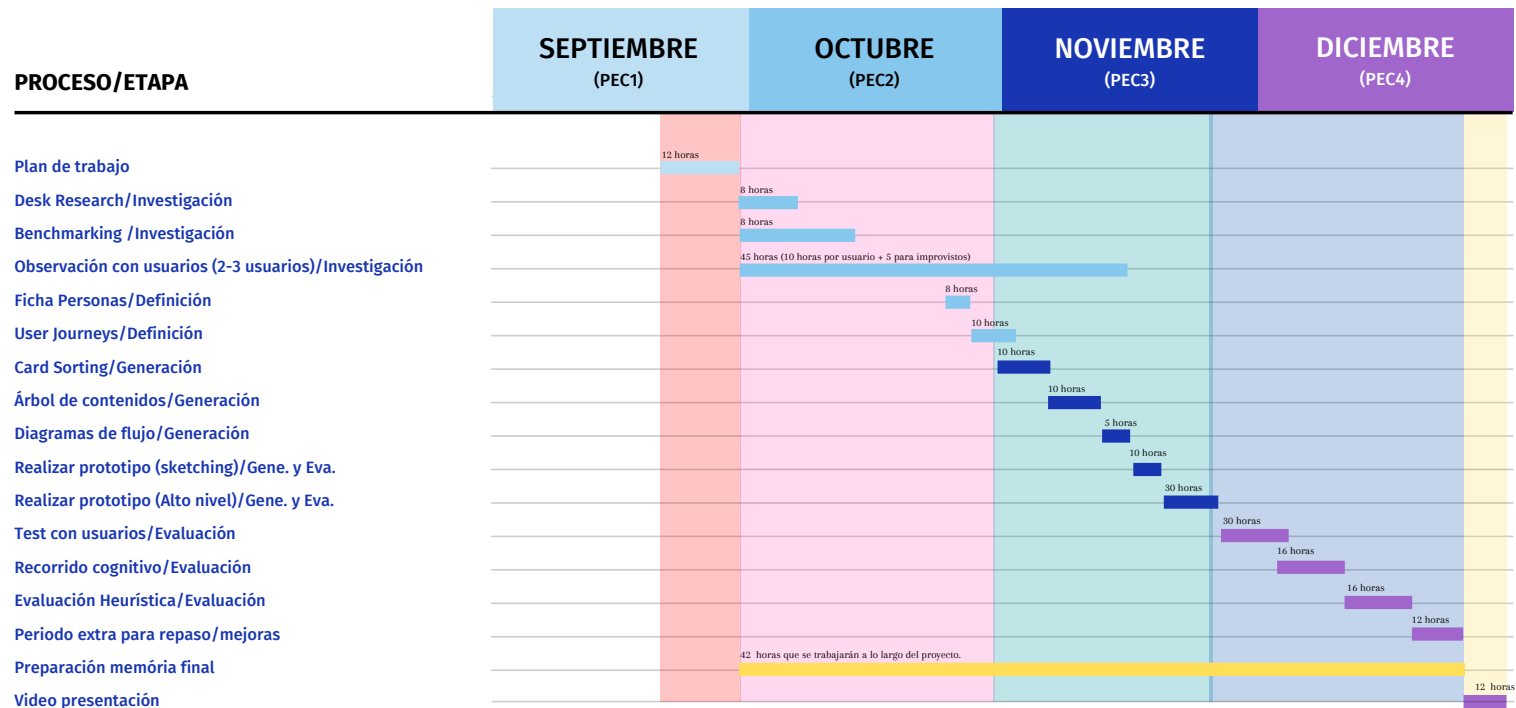 SEPTIEMBRE
(PEC1)
OCTUBRE
(PEC2)
NOVIEMBRE
(PEC3)
DICIEMBRE
(PEC4)
PROCESO/ETAPA
Plan de trabajo
12 horas
Desk Research/Investigación
8 horas
Benchmarking /Investigación
8 horas
Observación con usuarios (2-3 usuarios)/Investigación
45 horas (10 horas por usuario + 5 para improvistos)
Ficha Personas/Definición
8 horas
User Journeys/Definición
10 horas
Card Sorting/Generación
10 horas
Árbol de contenidos/Generación
10 horas
Diagramas de flujo/Generación
5 horas
Realizar prototipo (sketching)/Gene. y Eva.
10 horas
Realizar prototipo (Alto nivel)/Gene. y Eva.
30 horas
Test con usuarios/Evaluación
30 horas
Recorrido cognitivo/Evaluación
16 horas
Evaluación Heurística/Evaluación
16 horas
Periodo extra para repaso/mejoras
12 horas
Preparación memória final
42 horas que se trabajarán a lo largo del proyecto.
Video presentación
12 horas